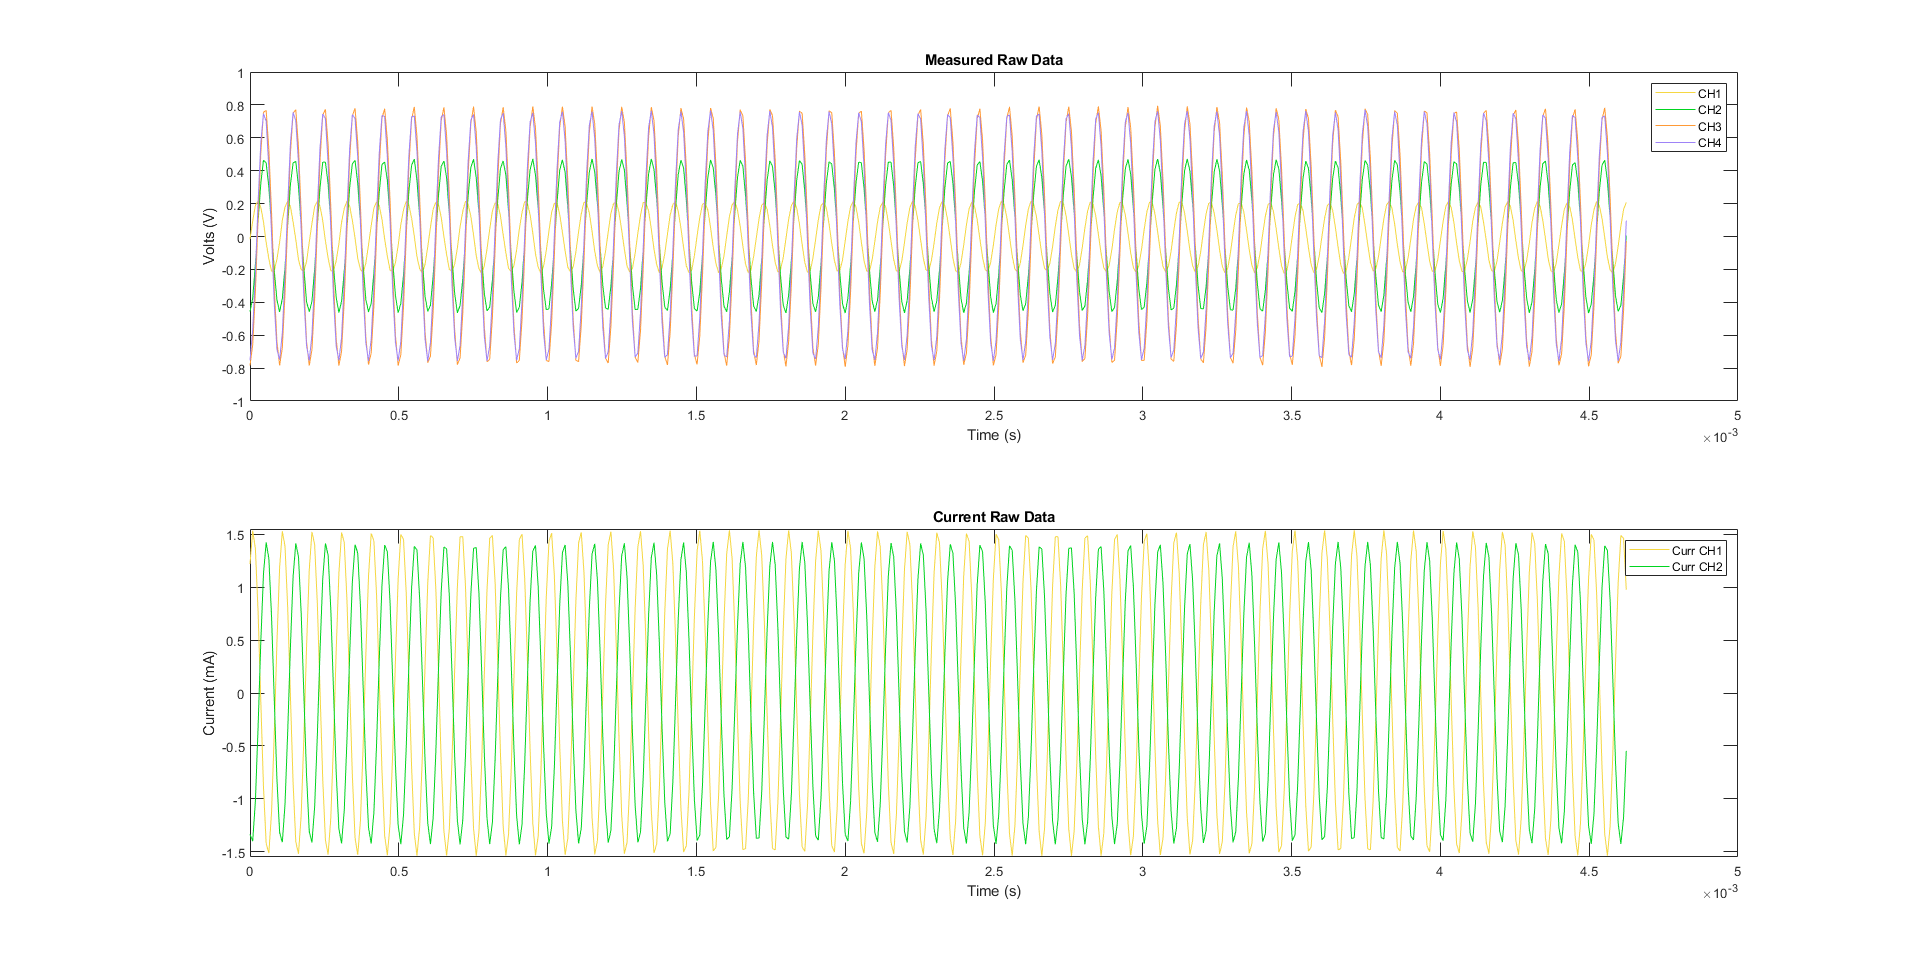 Measured Raw Data
1
0.8
0.6
0.4
0.2
0
-0.2
-0.4
-0.6
-0.8
-1
Volts (V)
CH1
CH2
CH3
CH4
0 0.5 1 1.5 2 2.5 3 3.5 4 4.5 5
Time (s)
×10-3
Current Raw Data
1.5
1
0.5
0
-0.5
-1
-1.5
Current (mA)
Curr CH1
Curr CH2
0 0.5 1 1.5 2 2.5 3 3.5 4 4.5 5
Time (s)
×10-3